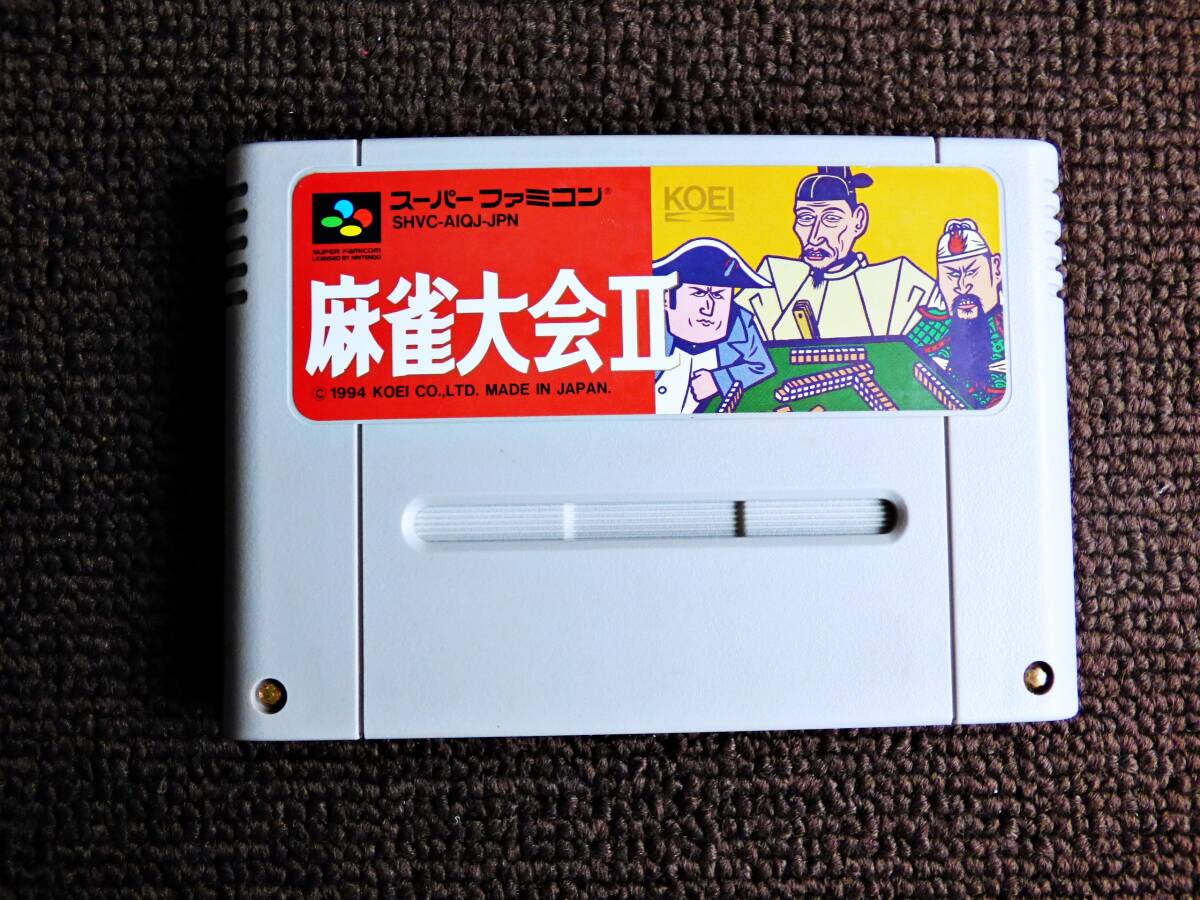 スーパーファミコン®
SHVC-AIQJ-JPN
SUPER FAMICOM
LICENSED BY NINTENDO
KOEI
麻雀大会II
© 1994 KOEI CO.,LTD. MADE IN JAPAN.